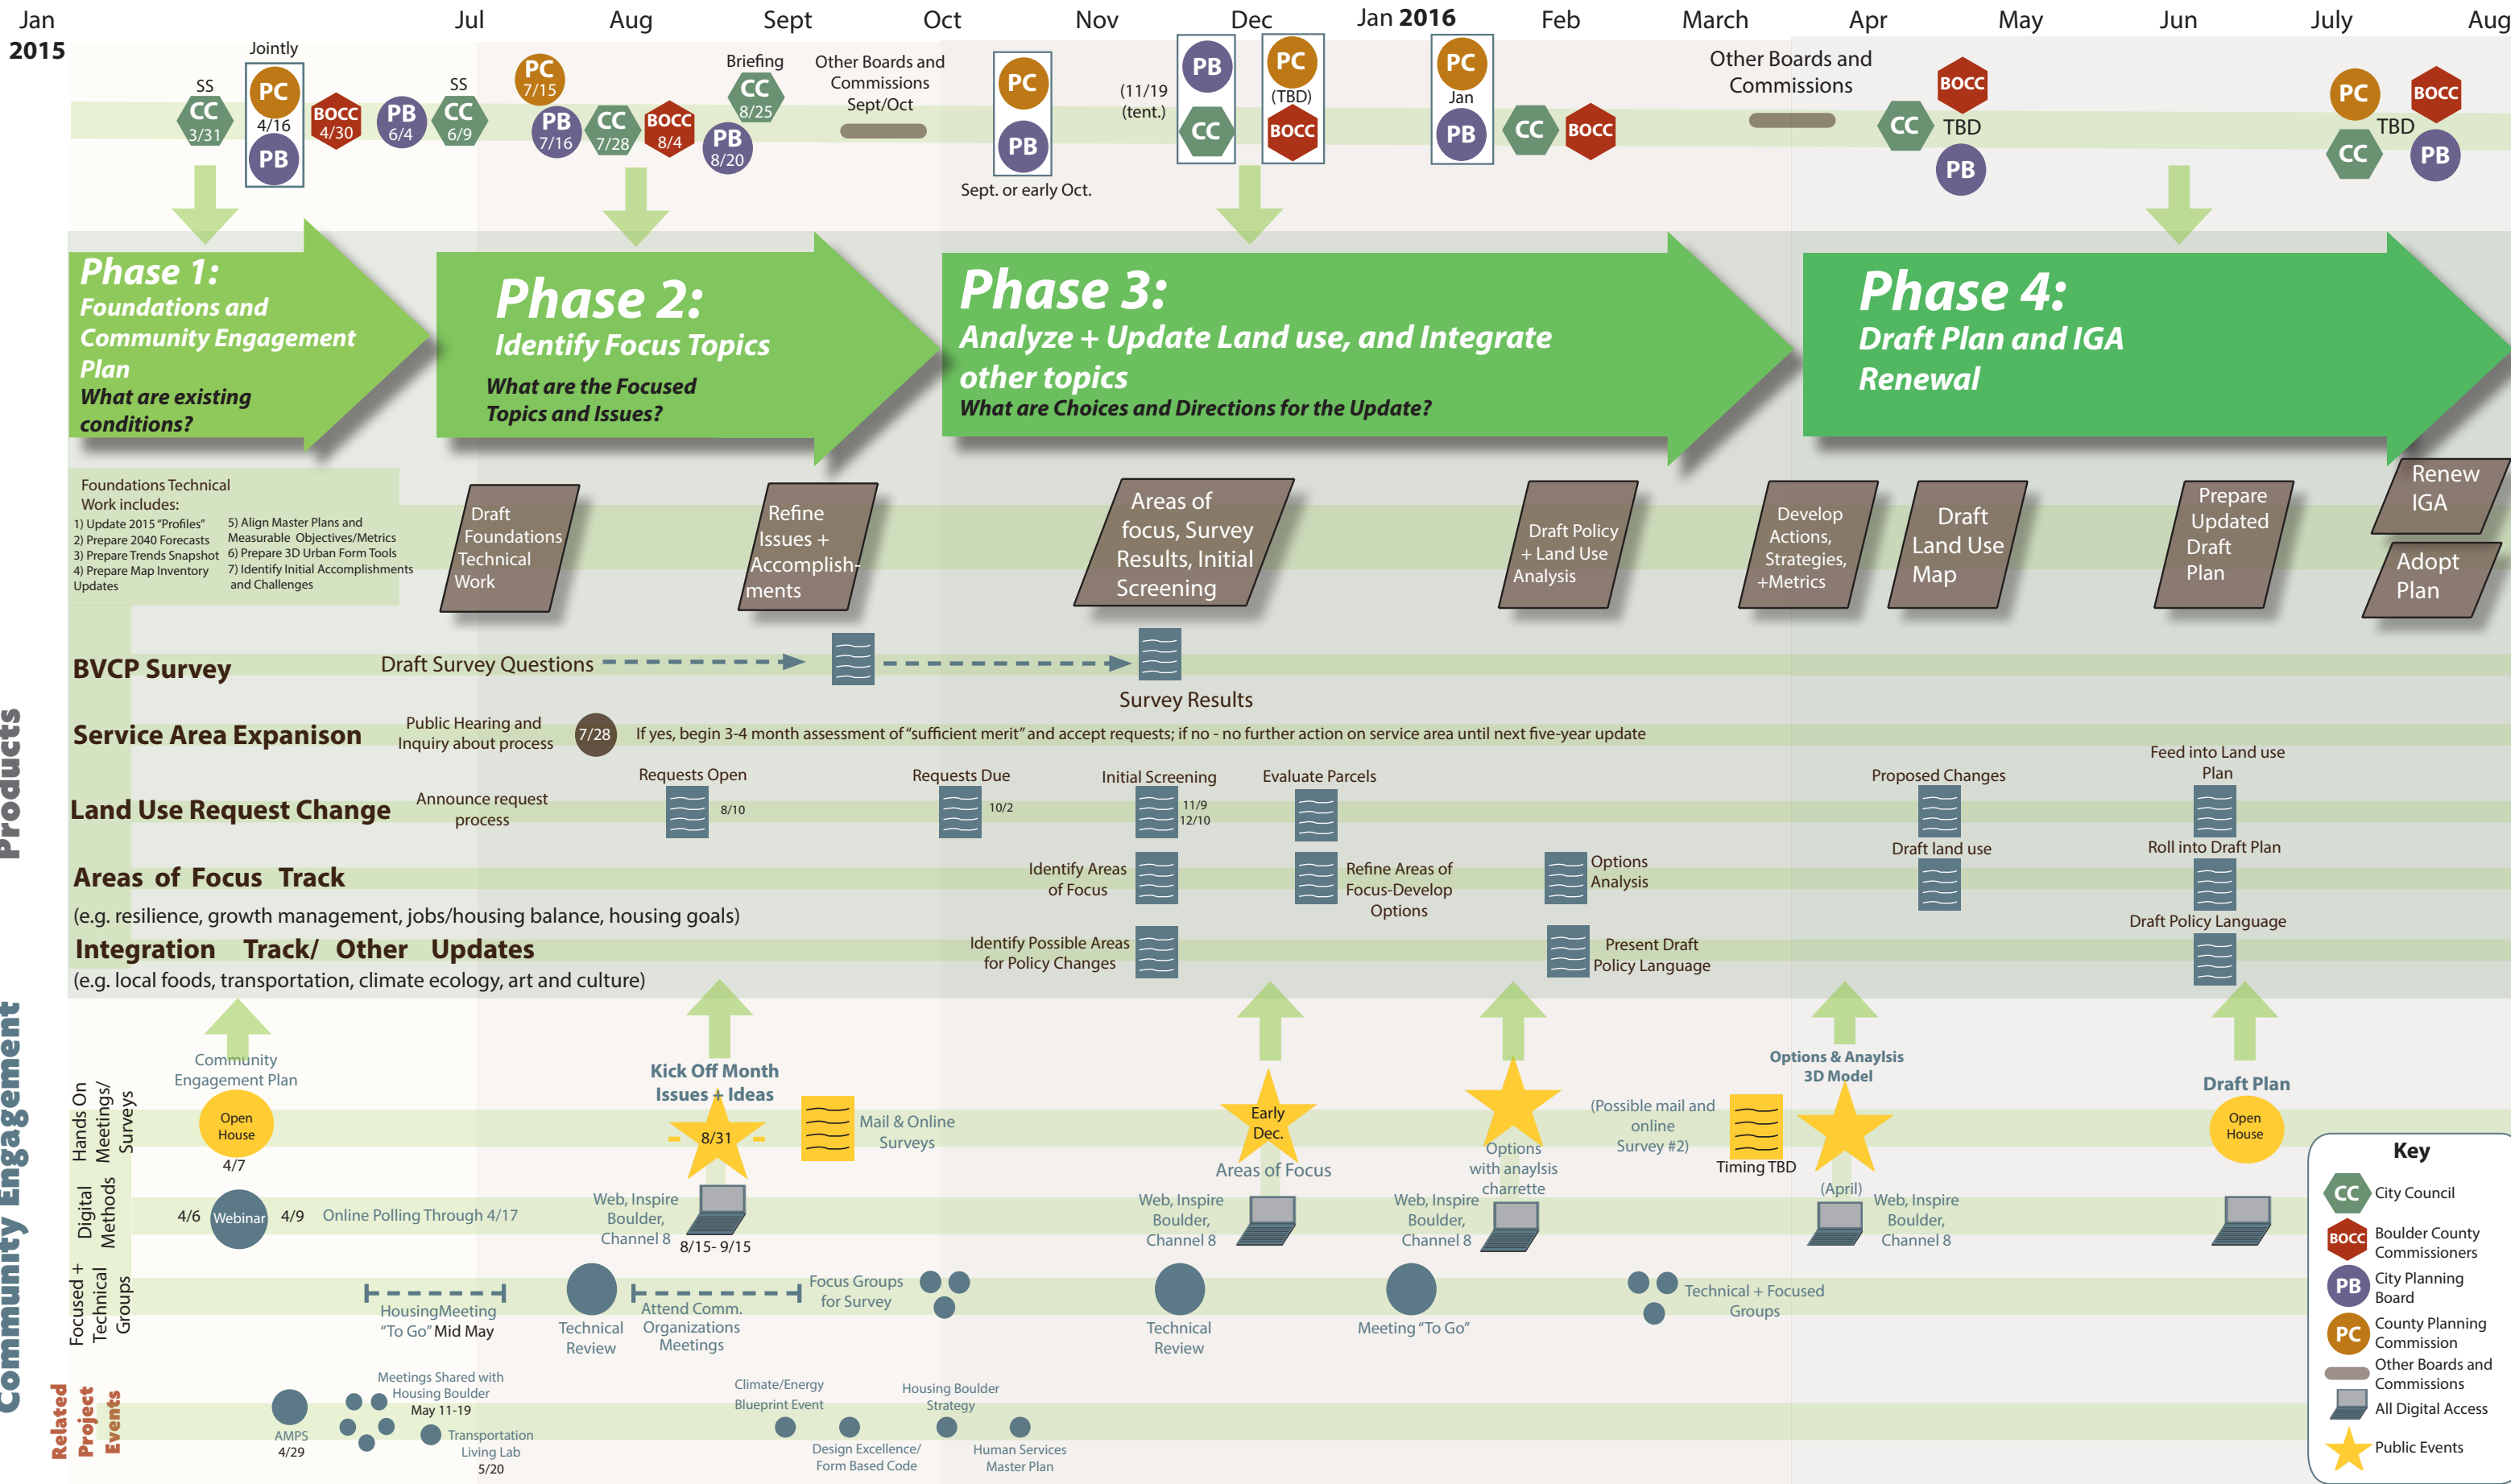 Jan
2015
Jul
Aug
Sept
Oct
Nov
Dec
Jan 2016
Feb
March
Apr
May
Jun
July
Aug
SS
CC
3/31
Jointly
PC
4/16
PB
BOCC
4/30
PB
6/4
SS
CC
6/9
PC
7/15
PB
7/16
CC
7/28
BOCC
8/4
PB
8/20
Briefing
CC
8/25
Other Boards and
Commissions
Sept/Oct
PC
PB
Sept. or early Oct.
(11/19
(tent.)
PB
CC
PC
(TBD)
BOCC
PC
Jan
PB
CC
BOCC
Other Boards and
Commissions
CC
BOCC
TBD
PB
PC
CC
TBD
BOCC
PB
Phase 1:
Foundations and
Community Engagement
Plan
What are existing
conditions?
Phase 2:
Identify Focus Topics
What are the Focused
Topics and Issues?
Phase 3:
Analyze + Update Land use, and Integrate
other topics
What are Choices and Directions for the Update?
Phase 4:
Draft Plan and IGA
Renewal
Foundations Technical
Work includes:
1) Update 2015 “Profiles”
2) Prepare 2040 Forecasts
3) Prepare Trends Snapshot
4) Prepare Map Inventory
Updates
5) Align Master Plans and
Measurable Objectives/Metrics
6) Prepare 3D Urban Form Tools
7) Identify Initial Accomplishments
and Challenges
Draft
Foundations
Technical
Work
Refine
Issues +
Accomplish-
ments
Areas of
focus, Survey
Results, Initial
Screening
Draft Policy
+ Land Use
Analysis
Develop
Actions,
Strategies,
+Metrics
Draft
Land Use
Map
Prepare
Updated
Draft
Plan
Renew
IGA
Adopt
Plan
Products
BVCP Survey
Draft Survey Questions
Survey Results
Service Area Expanison
Public Hearing and
Inquiry about process
7/28
If yes, begin 3-4 month assessment of “sufficient merit” and accept requests; if no - no further action on service area until next five-year update
Land Use Request Change
Announce request
process
Requests Open
8/10
Requests Due
10/2
Initial Screening
11/9
12/10
Evaluate Parcels
Proposed Changes
Feed into Land use
Plan
Areas of Focus Track
(e.g. resilience, growth management, jobs/housing balance, housing goals)
Identify Areas
of Focus
Refine Areas of
Focus-Develop
Options
Options
Analysis
Draft land use
Roll into Draft Plan
Integration Track/ Other Updates
(e.g. local foods, transportation, climate ecology, art and culture)
Identify Possible Areas
for Policy Changes
Present Draft
Policy Language
Draft Policy Language
Community Engagement
Hands On
Meetings/
Surveys
Community
Engagement Plan
Open
House
4/7
Kick Off Month
Issues + Ideas
8/31
Mail & Online
Surveys
Early
Dec.
Areas of Focus
Options
with anaylsis
charrette
(Possible mail and
online
Survey #2)
Timing TBD
Options & Anaylsis
3D Model
(April)
Draft Plan
Open
House
Digital
Methods
4/6
Webinar
4/9
Online Polling Through 4/17
Web, Inspire
Boulder,
Channel 8
8/15- 9/15
Web, Inspire
Boulder,
Channel 8
Web, Inspire
Boulder,
Channel 8
Web, Inspire
Boulder,
Channel 8
Focused +
Technical
Groups
HousingMeeting
“To Go” Mid May
Technical
Review
Attend Comm.
Organizations
Meetings
Focus Groups
for Survey
Technical
Review
Meeting “To Go”
Technical + Focused
Groups
Related
Project
Events
AMPS
4/29
Meetings Shared with
Housing Boulder
May 11-19
Transportation
Living Lab
5/20
Climate/Energy
Blueprint Event
Design Excellence/
Form Based Code
Housing Boulder
Strategy
Human Services
Master Plan
Key
CC
City Council
BOCC
Boulder County
Commissioners
PB
City Planning
Board
PC
County Planning
Commission
Other Boards and
Commissions
All Digital Access
Public Events